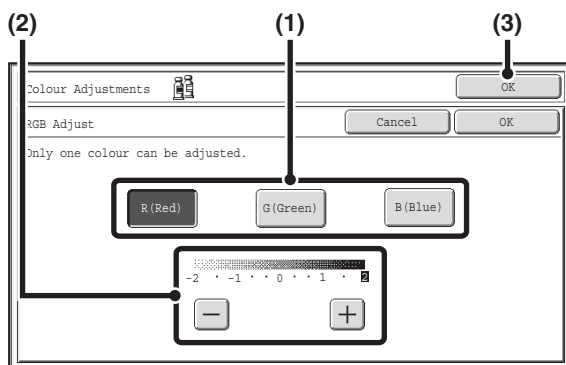 (2) (1) (3)
Colour Adjustments OK
RGB Adjust Cancel OK
Only one colour can be adjusted.
R(Red) G(Green) B(Blue)
-2 · -1 · · 0 · · 1 · 2
− +